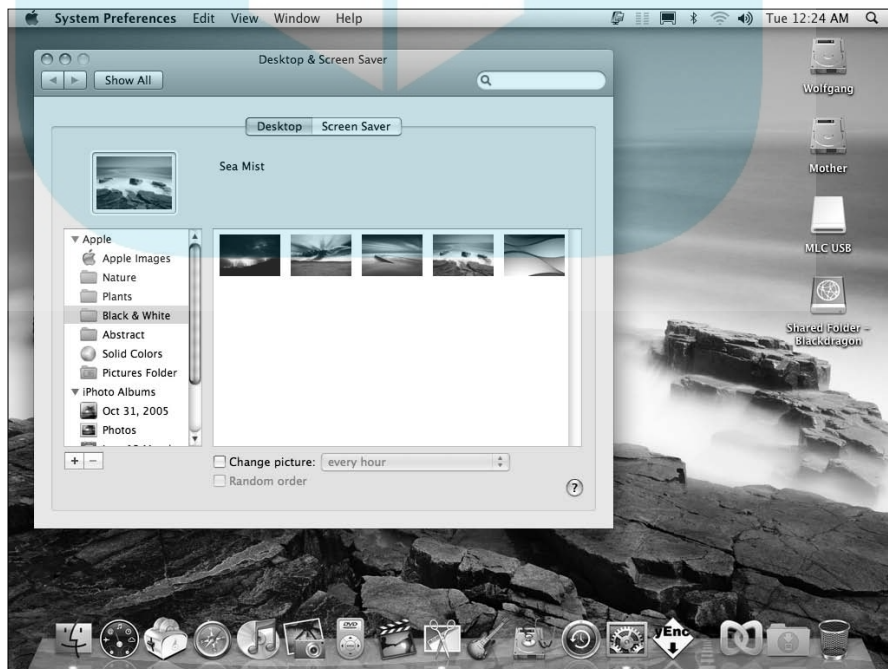 System Preferences Edit View Window Help Tue 12:24 AM
Desktop & Screen Saver
Show All
Desktop Screen Saver
Sea Mist
Apple
Apple Images
Nature
Plants
Black & White
Abstract
Solid Colors
Pictures Folder
iPhoto Albums
Oct 31, 2005
Photos
+ −
Change picture: every hour
Random order
?
Wolfgang
Mother
MLC USB
Shared Folder –
Blackdragon
DVD
yEnc